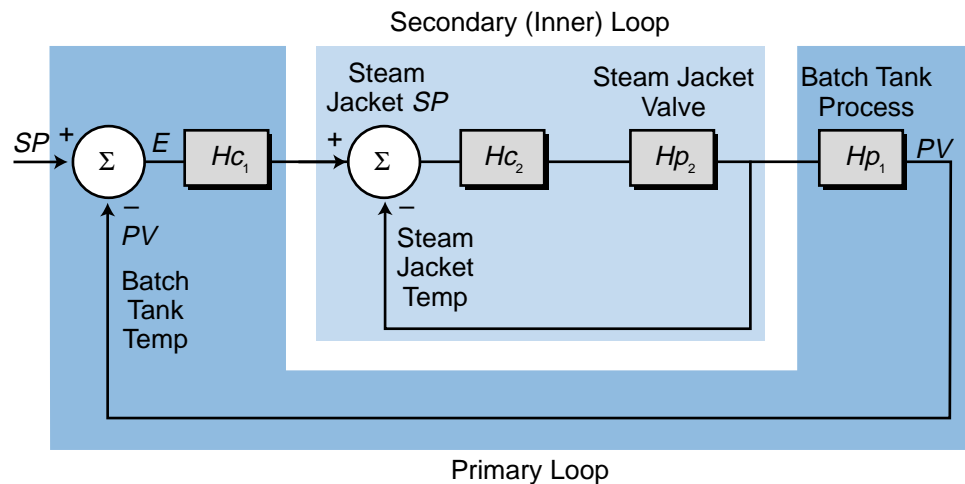 Secondary (Inner) Loop
Steam
Jacket SP
Steam Jacket
Valve
Batch Tank
Process
SP
+
Σ
E
Hc₁
+
Σ
Hc₂
Hp₂
Hp₁
PV
−
PV
Batch
Tank
Temp
−
Steam
Jacket
Temp
Primary Loop